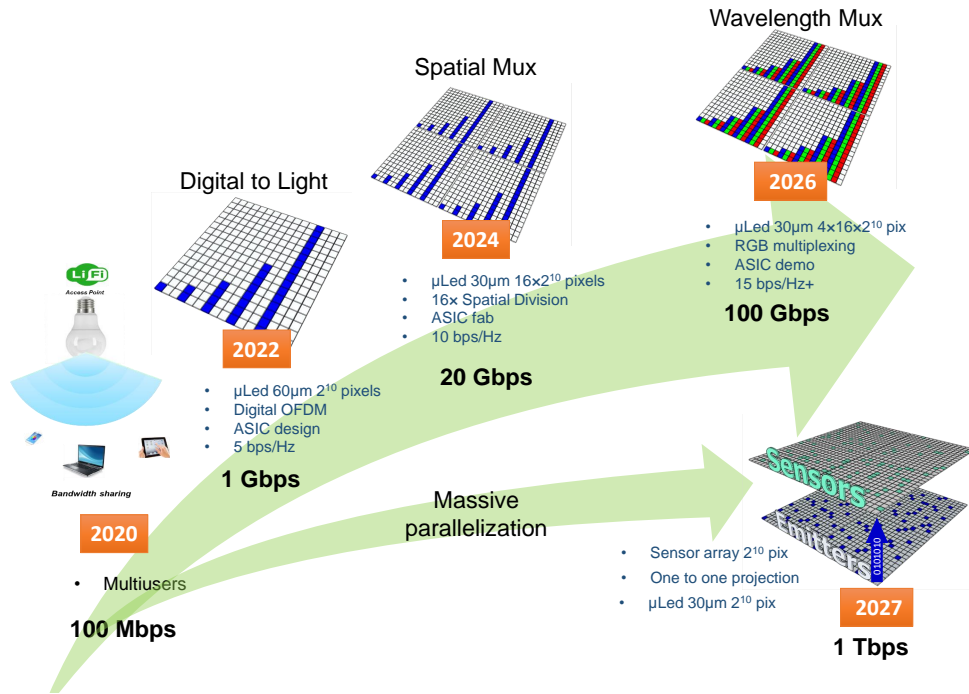 Wavelength Mux
Spatial Mux
Digital to Light
LiFi
Access Point
Bandwidth sharing
2020
• Multiusers
100 Mbps
2022
• µLed 60µm 2¹⁰ pixels
• Digital OFDM
• ASIC design
• 5 bps/Hz
1 Gbps
2024
• µLed 30µm 16×2¹⁰ pixels
• 16× Spatial Division
• ASIC fab
• 10 bps/Hz
20 Gbps
2026
• µLed 30µm 4×16×2¹⁰ pix
• RGB multiplexing
• ASIC demo
• 15 bps/Hz+
100 Gbps
Massive
parallelization
Sensors
Emitters
0101010
• Sensor array 2¹⁰ pix
• One to one projection
• µLed 30µm 2¹⁰ pix
2027
1 Tbps